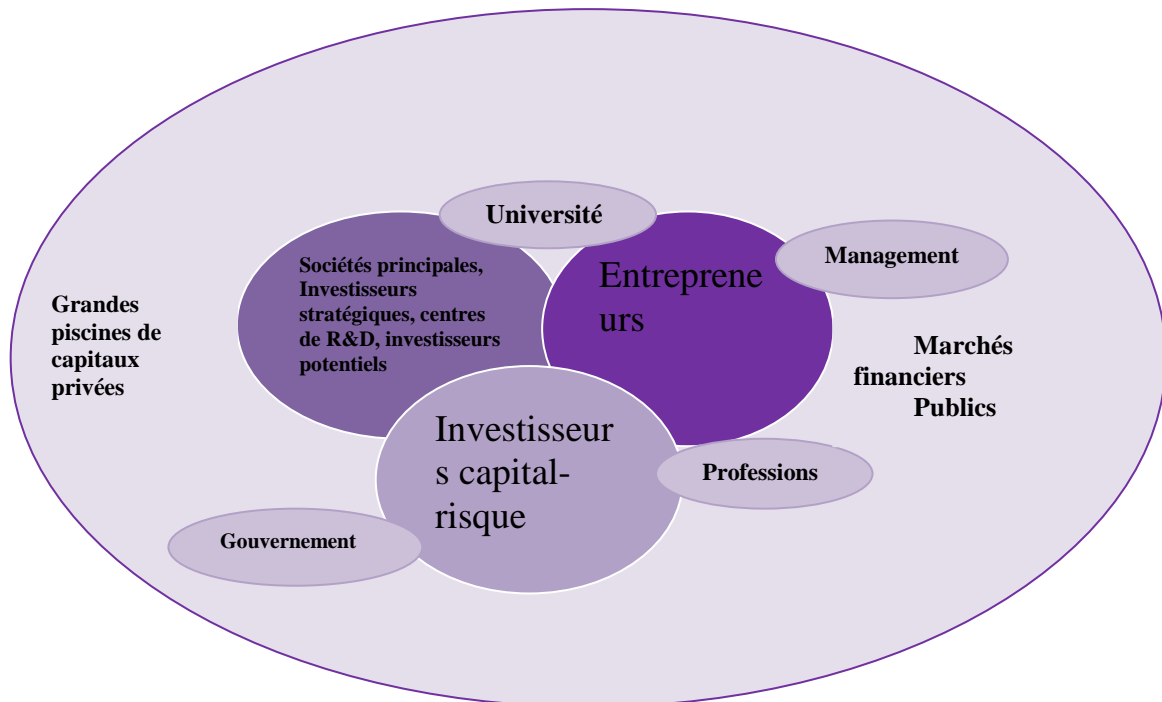 Université
Management
Sociétés principales,
Investisseurs
stratégiques, centres
de R&D, investisseurs
potentiels
Entreprene
urs
Grandes
piscines de
capitaux
privées
Marchés
financiers
Publics
Investisseur
s capital-
risque
Professions
Gouvernement